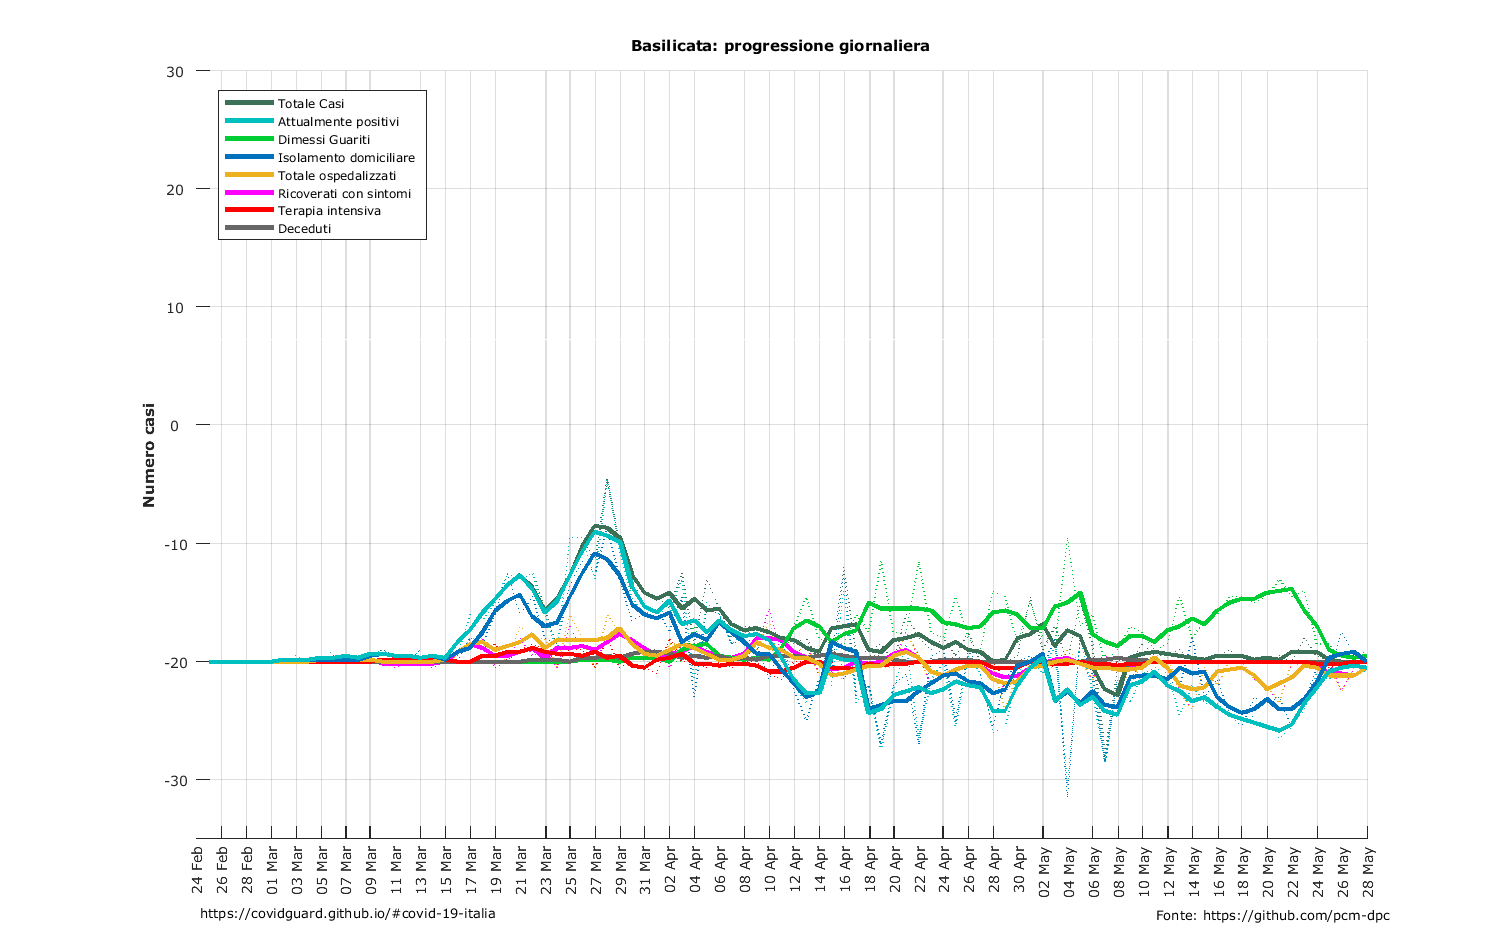 Basilicata: progressione giornaliera
Numero casi
30
20
10
0
-10
-20
-30
Totale Casi
Attualmente positivi
Dimessi Guariti
Isolamento domiciliare
Totale ospedalizzati
Ricoverati con sintomi
Terapia intensiva
Deceduti
24 Feb
26 Feb
28 Feb
01 Mar
03 Mar
05 Mar
07 Mar
09 Mar
11 Mar
13 Mar
15 Mar
17 Mar
19 Mar
21 Mar
23 Mar
25 Mar
27 Mar
29 Mar
31 Mar
02 Apr
04 Apr
06 Apr
08 Apr
10 Apr
12 Apr
14 Apr
16 Apr
18 Apr
20 Apr
22 Apr
24 Apr
26 Apr
28 Apr
30 Apr
02 May
04 May
06 May
08 May
10 May
12 May
14 May
16 May
18 May
20 May
22 May
24 May
26 May
28 May
https://covidguard.github.io/#covid-19-italia
Fonte: https://github.com/pcm-dpc